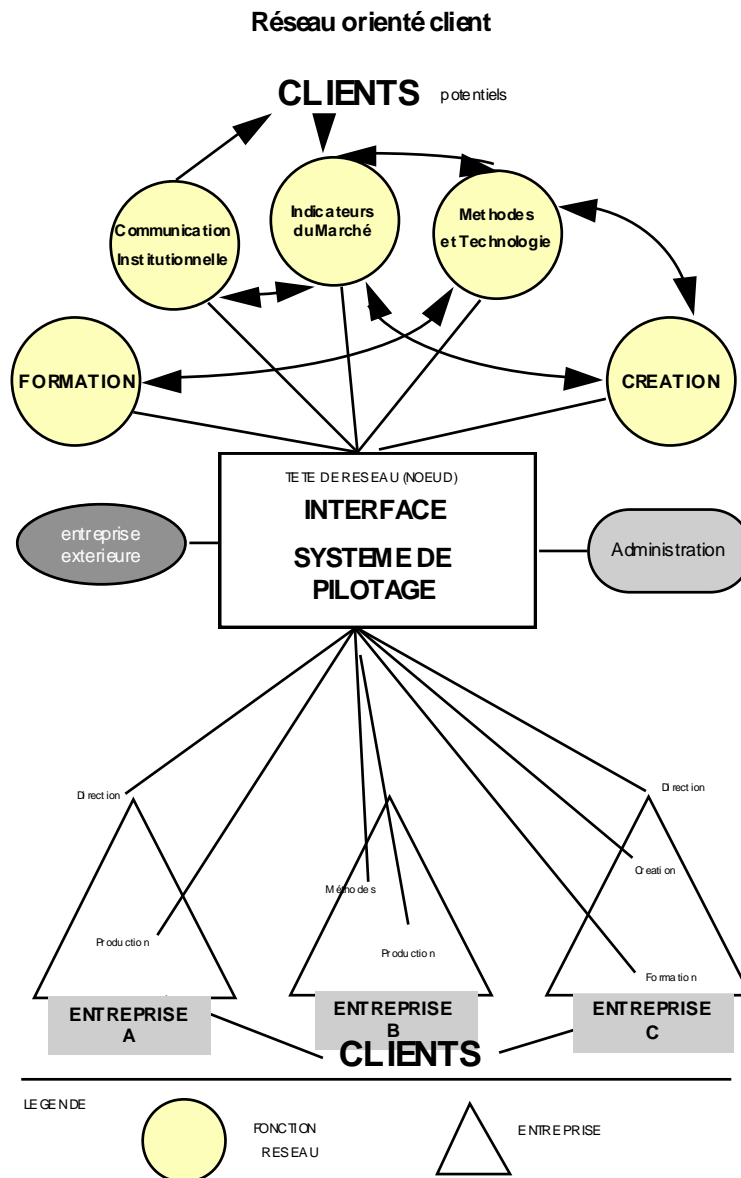 Réseau orienté client
CLIENTS potentiels
Communication
Institutionnelle
Indicateurs
du Marché
Methodes
et Technologie
FORMATION
CREATION
TETE DE RESEAU (NOEUD)
INTERFACE
SYSTEME DE
PILOTAGE
entreprise
exterieure
Administration
Direction
Production
Méthodes
Production
Direction
Creation
Formation
ENTREPRISE
A
ENTREPRISE
B
ENTREPRISE
C
CLIENTS
LEGENDE
FONCTION
RESEAU
ENTREPRISE